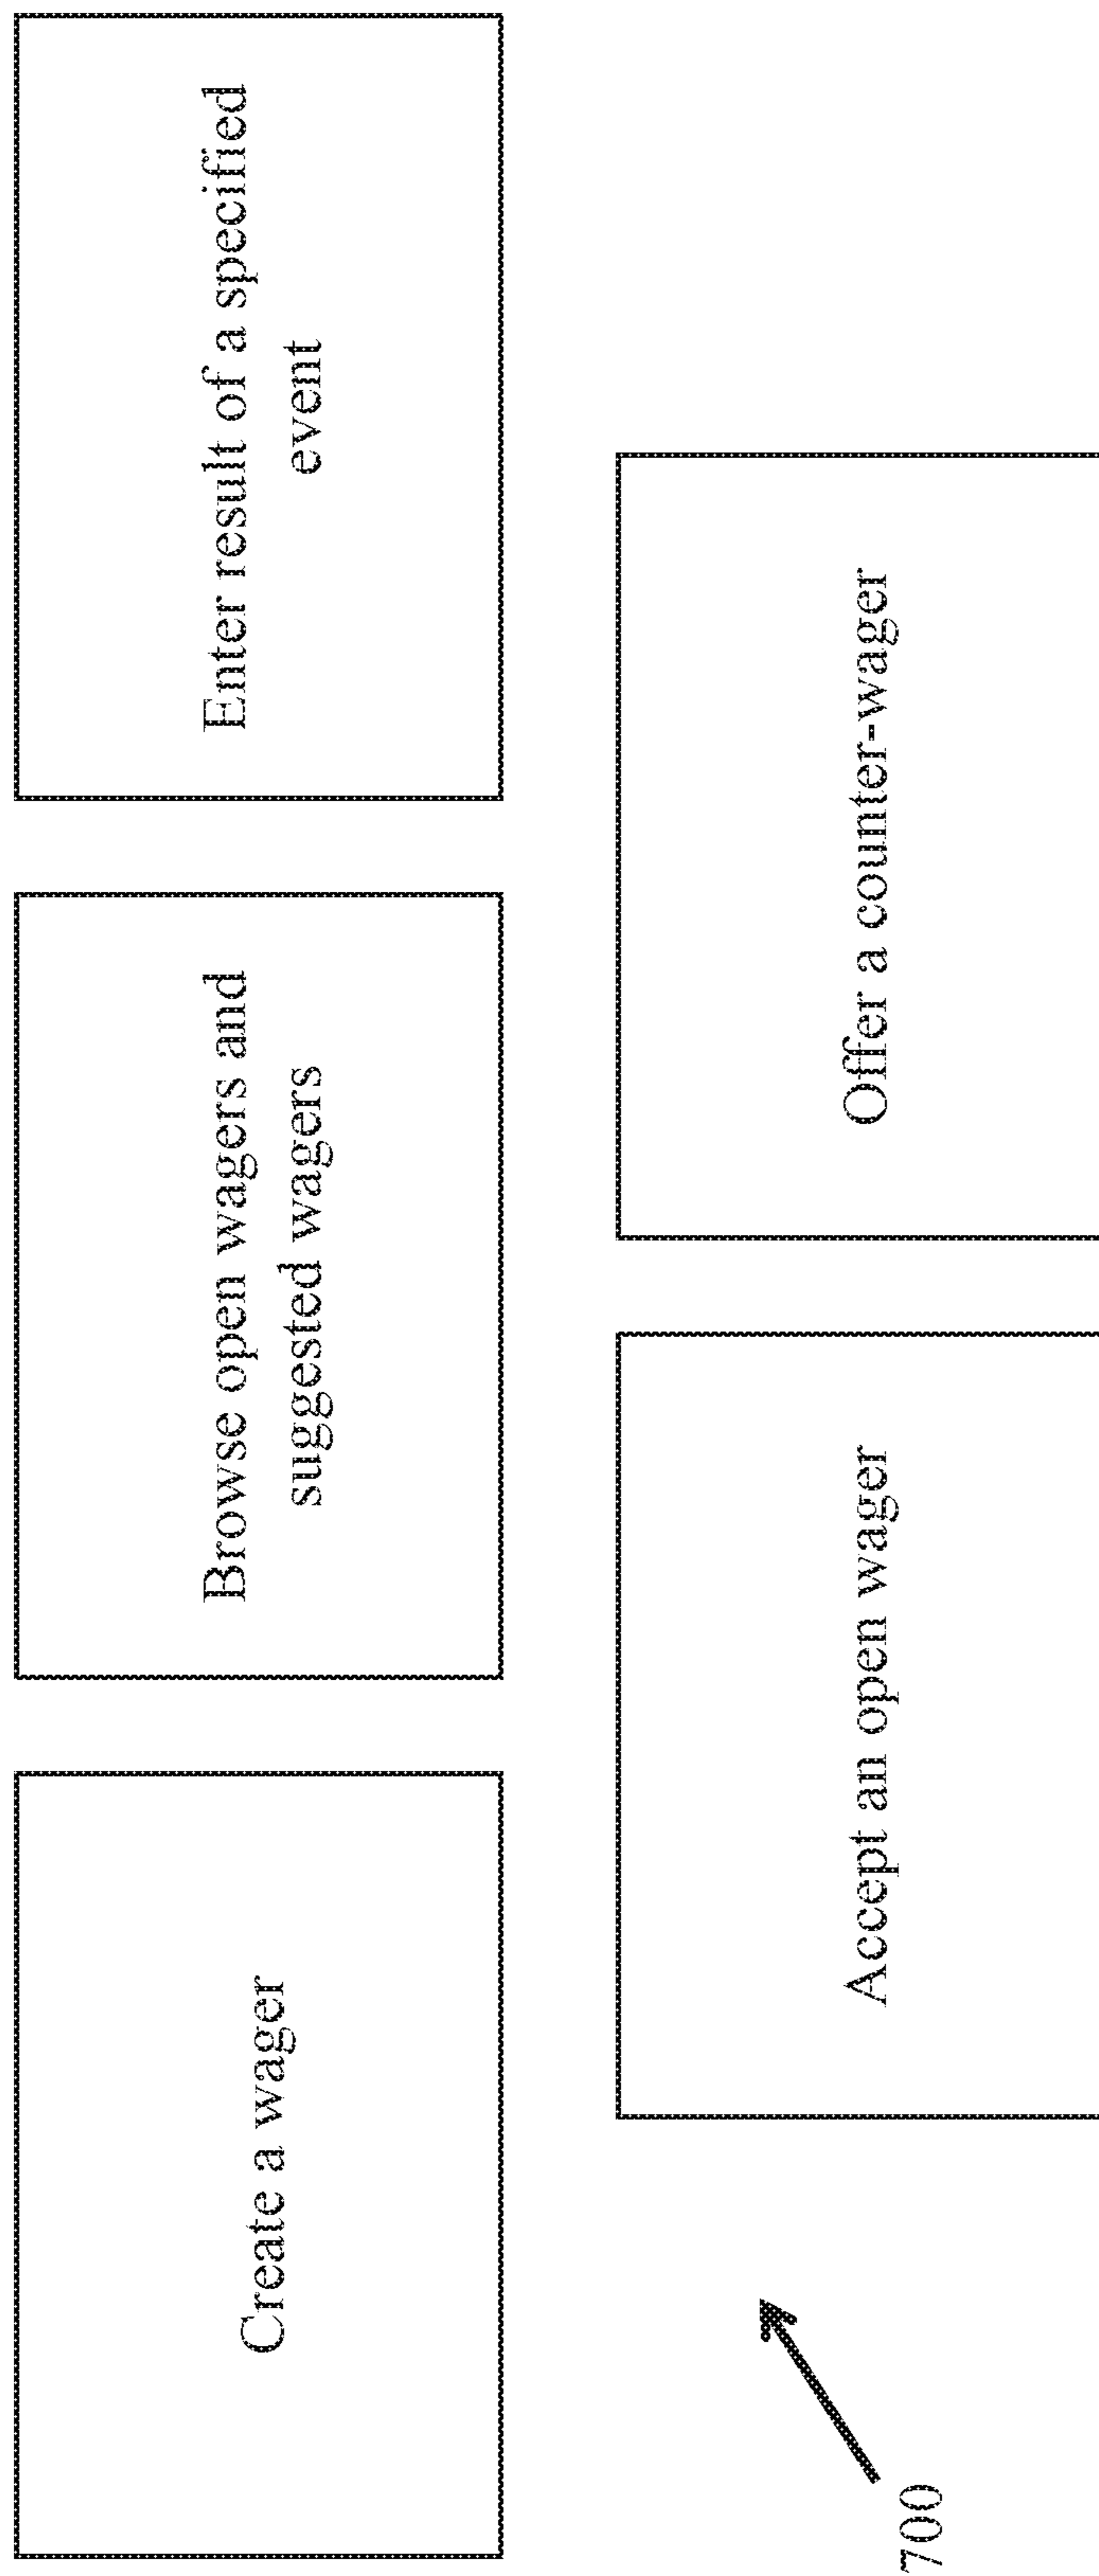 Create a wager
Browse open wagers and
suggested wagers
Enter result of a specified
event
Accept an open wager
Offer a counter-wager
700